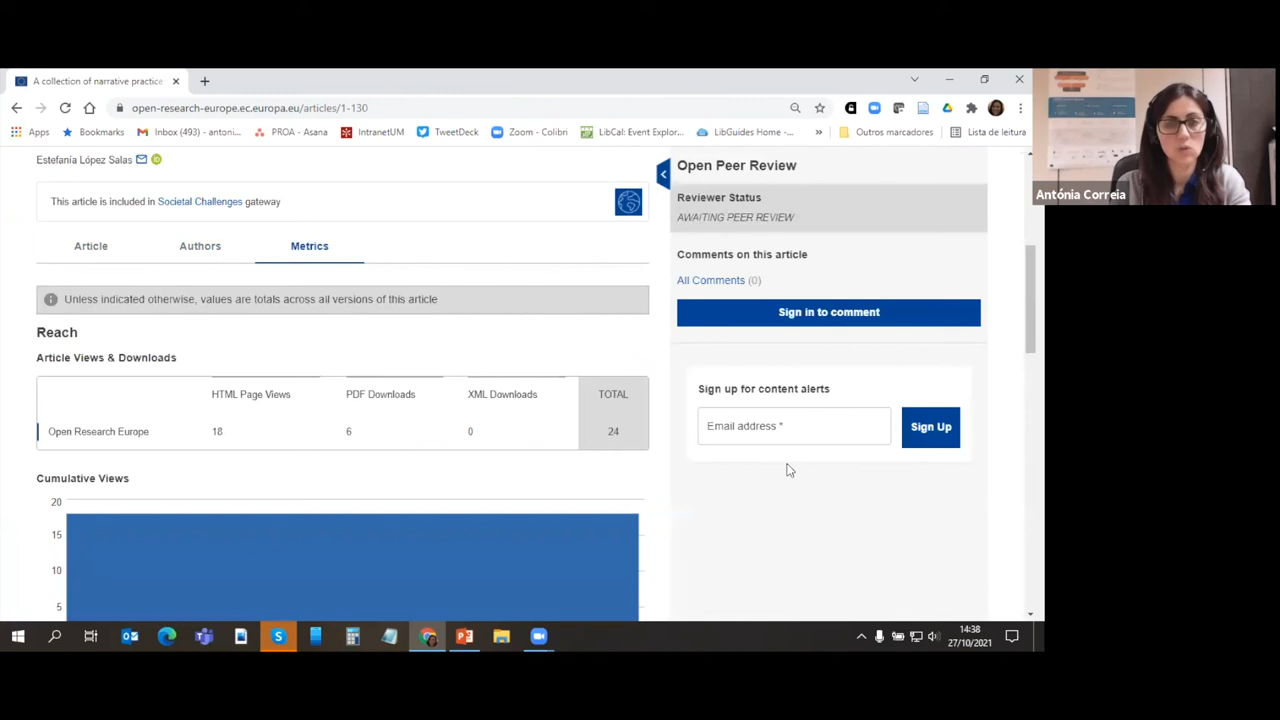 A collection of narrative practice
open-research-europe.ec.europa.eu/articles/1-130
Apps
Bookmarks
Inbox (493) - antoni...
PROA - Asana
IntranetUM
TweetDeck
Zoom - Colibri
LibCal: Event Explor...
LibGuides Home -...
»
Outros marcadores
Lista de leitura
Estefanía López Salas
This article is included in Societal Challenges gateway
Article
Authors
Metrics
Unless indicated otherwise, values are totals across all versions of this article
Reach
Article Views & Downloads
HTML Page Views
PDF Downloads
XML Downloads
TOTAL
Open Research Europe
18
6
0
24
Cumulative Views
20
15
10
5
Open Peer Review
Reviewer Status
AWAITING PEER REVIEW
Comments on this article
All Comments (0)
Sign in to comment
Sign up for content alerts
Email address *
Sign Up
Antónia Correia
14:38
27/10/2021